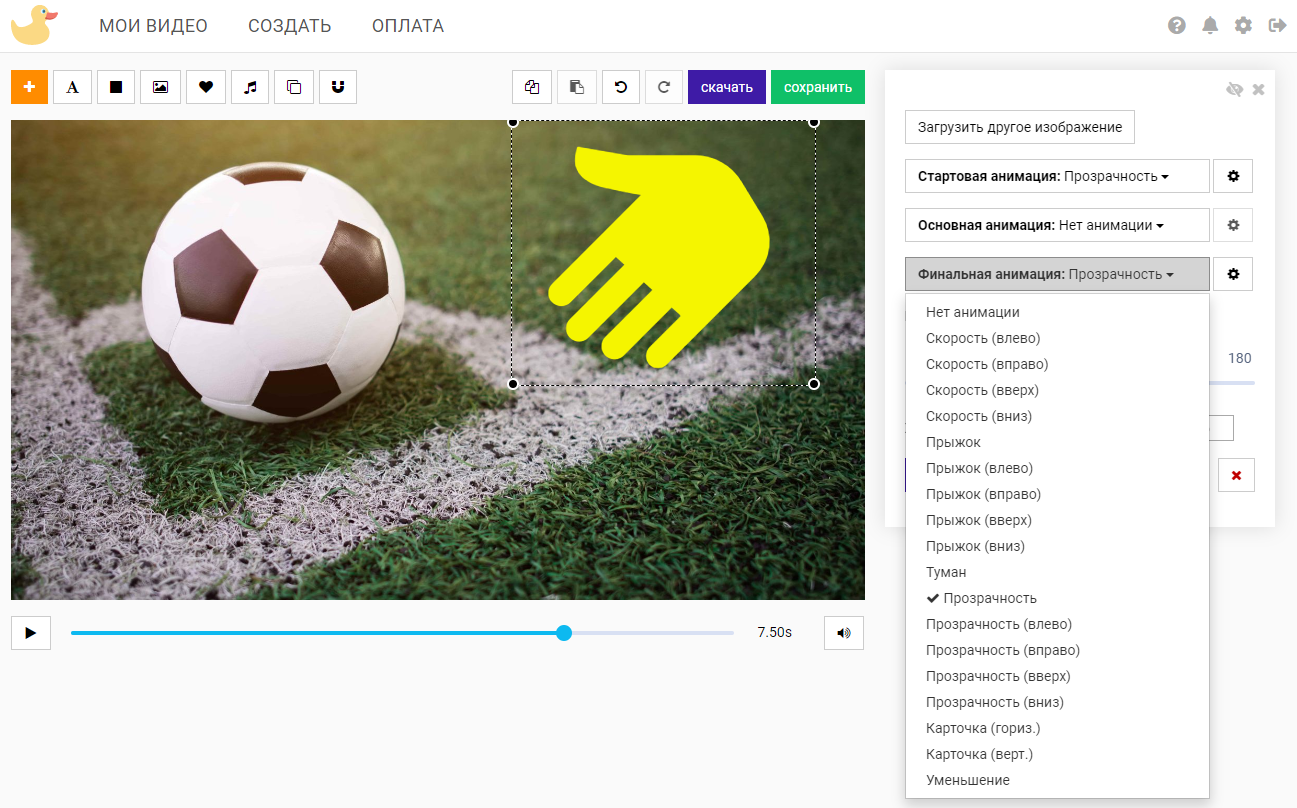 МОИ ВИДЕО СОЗДАТЬ ОПЛАТА
A
скачать сохранить
Загрузить другое изображение
Стартовая анимация: Прозрачность
Основная анимация: Нет анимации
Финальная анимация: Прозрачность
Нет анимации
Скорость (влево)
Скорость (вправо)
180
Скорость (вверх)
Скорость (вниз)
Прыжок
Прыжок (влево)
Прыжок (вправо)
Прыжок (вверх)
Прыжок (вниз)
Туман
Прозрачность
Прозрачность (влево)
7.50s
Прозрачность (вправо)
Прозрачность (вверх)
Прозрачность (вниз)
Карточка (гориз.)
Карточка (верт.)
Уменьшение